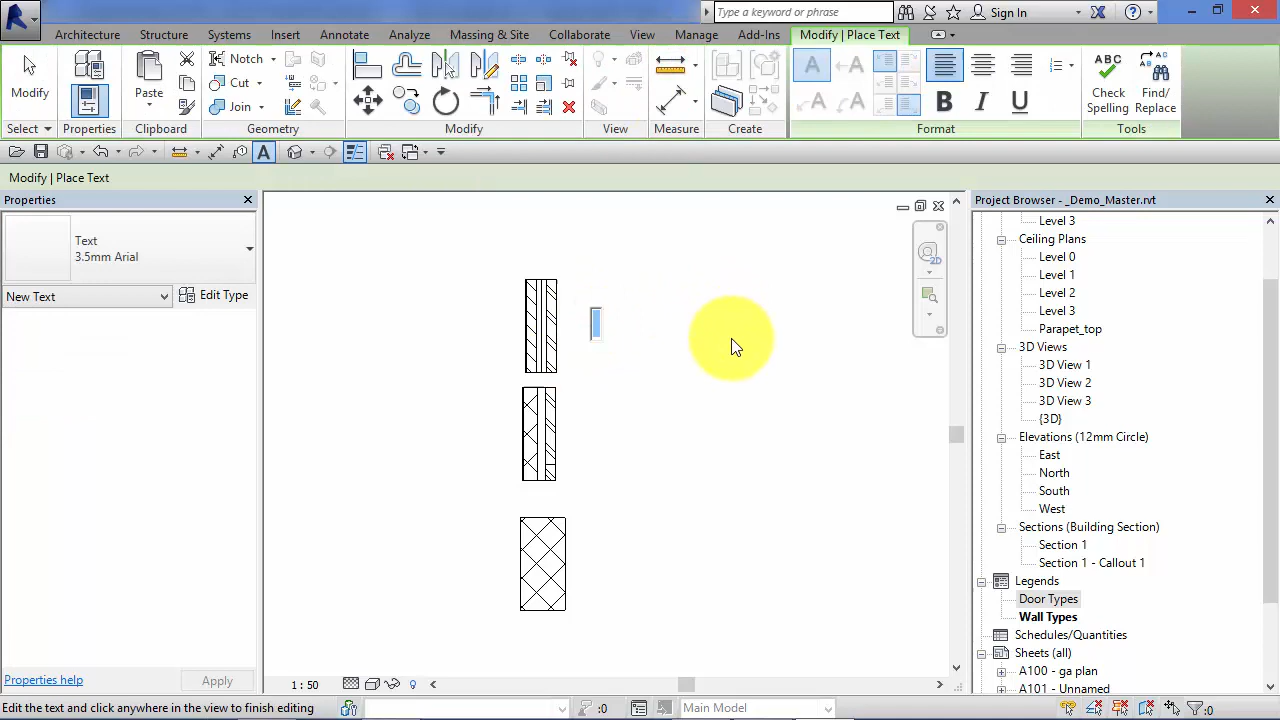 Type a keyword or phrase
Sign In
Architecture Structure Systems Insert Annotate Analyze Massing & Site Collaborate View Manage Add-Ins Modify | Place Text
Modify
Paste
Notch
Cut
Join
A A
A A
B I U
ABC
Check Spelling
Find/ Replace
Select Properties Clipboard Geometry Modify View Measure Create Format Tools
A
Modify | Place Text
Properties
Text
3.5mm Arial
New Text
Edit Type
Properties help
Apply
2D
1 : 50
Project Browser - _Demo_Master.rvt
Level 3
Ceiling Plans
Level 0
Level 1
Level 2
Level 3
Parapet_top
3D Views
3D View 1
3D View 2
3D View 3
{3D}
Elevations (12mm Circle)
East
North
South
West
Sections (Building Section)
Section 1
Section 1 - Callout 1
Legends
Door Types
Wall Types
Schedules/Quantities
Sheets (all)
A100 - ga plan
A101 - Unnamed
Edit the text and click anywhere in the view to finish editing
:0
Main Model
:0